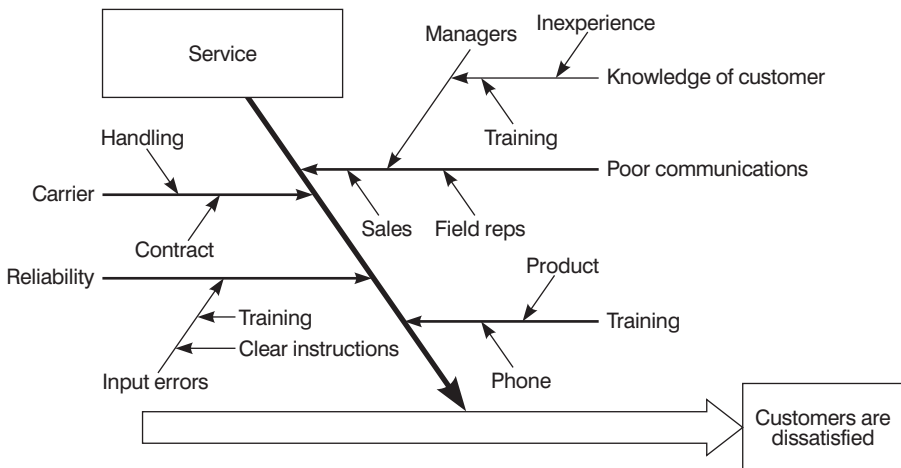 Inexperience
Managers
Service
Knowledge of customer
Training
Handling
Poor communications
Carrier
Sales
Field reps
Contract
Product
Reliability
Training
Training
Clear instructions
Input errors
Phone
Customers are
dissatisfied